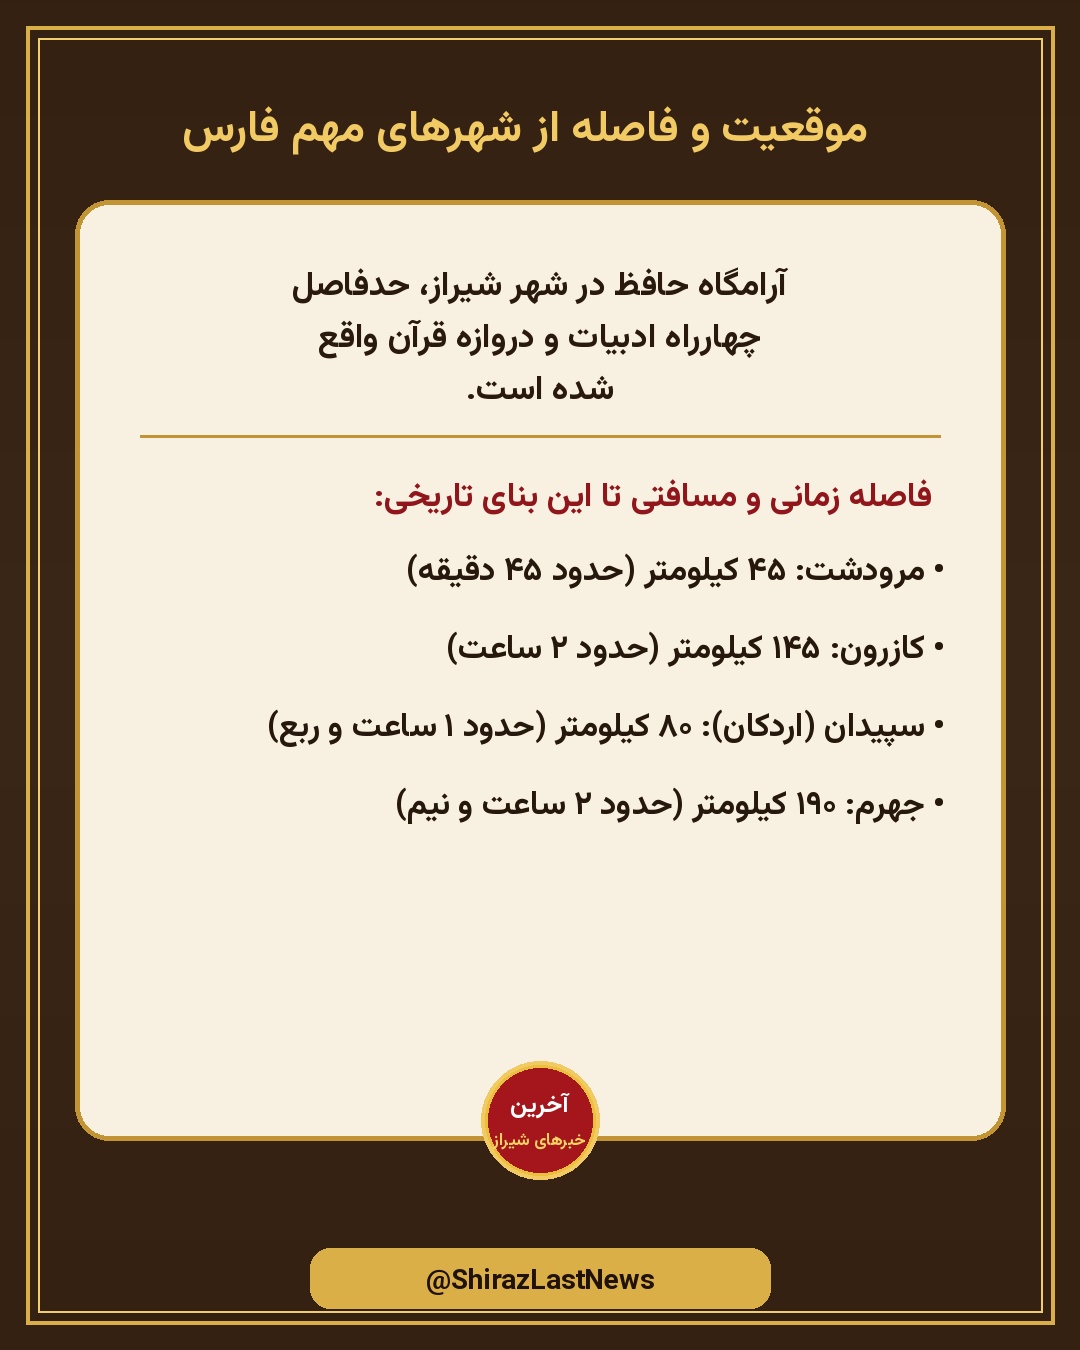 موقعیت و فاصله از شهرهای مهم فارس
آرامگاه حافظ در شهر شیراز، حدفاصل
چهارراه ادبیات و دروازه قرآن واقع
شده است.
فاصله زمانی و مسافتی تا این بنای تاریخی:
• مرودشت: ۴۵ کیلومتر (حدود ۴۵ دقیقه)
• کازرون: ۱۴۵ کیلومتر (حدود ۲ ساعت)
• سپیدان (اردکان): ۸۰ کیلومتر (حدود ۱ ساعت و ربع)
• جهرم: ۱۹۰ کیلومتر (حدود ۲ ساعت و نیم)
آخرین
خبرهای شیراز
@ShirazLastNews